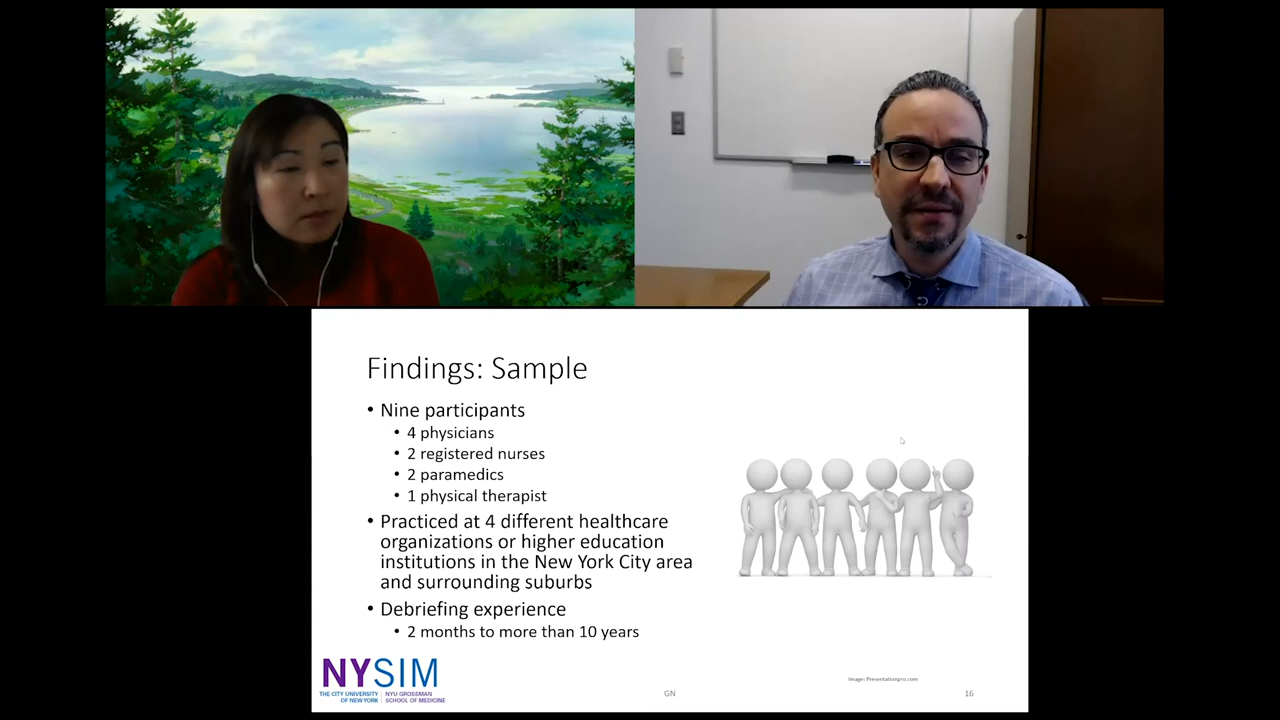 Findings: Sample
• Nine participants
• 4 physicians
• 2 registered nurses
• 2 paramedics
• 1 physical therapist
• Practiced at 4 different healthcare
organizations or higher education
institutions in the New York City area
and surrounding suburbs
• Debriefing experience
• 2 months to more than 10 years
NYSIM
THE CITY UNIVERSITY
OF NEW YORK
NYU GROSSMAN
SCHOOL OF MEDICINE
Image: Presentationpro.com
GN
16